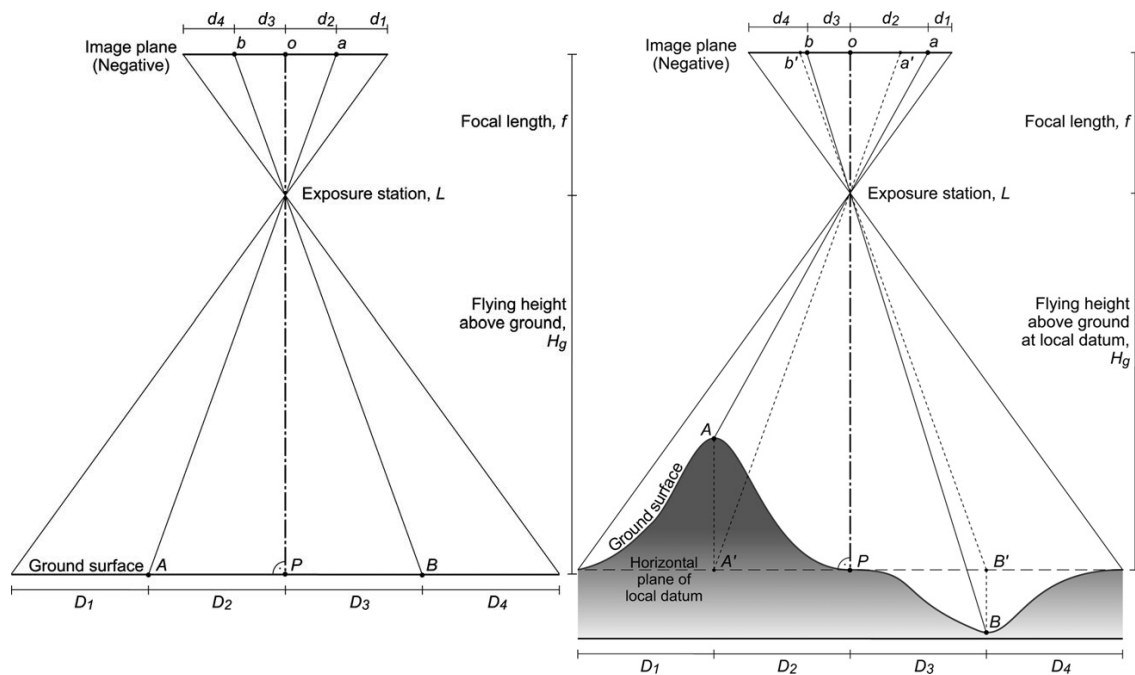 d4 d3 d2 d1
b o a
Image plane
(Negative)
Focal length, f
Exposure station, L
Flying height
above ground,
Hg
Ground surface A P B
D1 D2 D3 D4
d4 d3 d2 d1
b o a
Image plane
(Negative)
b' a'
Focal length, f
Exposure station, L
Flying height
above ground
at local datum,
Hg
A
Ground surface
Horizontal
plane of
local datum
A' P B'
B
D1 D2 D3 D4